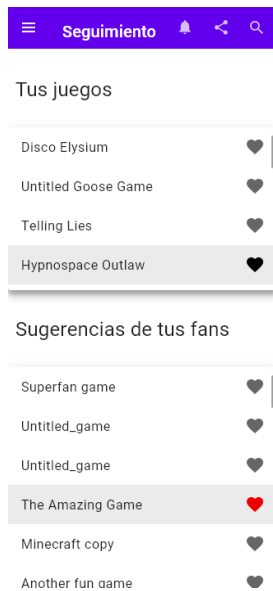 Seguimiento
Tus juegos
Disco Elysium
Untitled Goose Game
Telling Lies
Hypnospace Outlaw
Sugerencias de tus fans
Superfan game
Untitled_game
Untitled_game
The Amazing Game
Minecraft copy
Another fun game